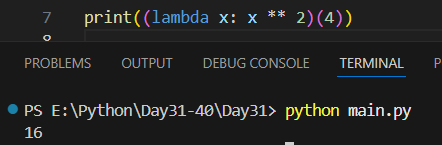 7 print((lambda x: x ** 2)(4))
8
PROBLEMS OUTPUT DEBUG CONSOLE TERMINAL
PS E:\Python\Day31-40\Day31> python main.py
16